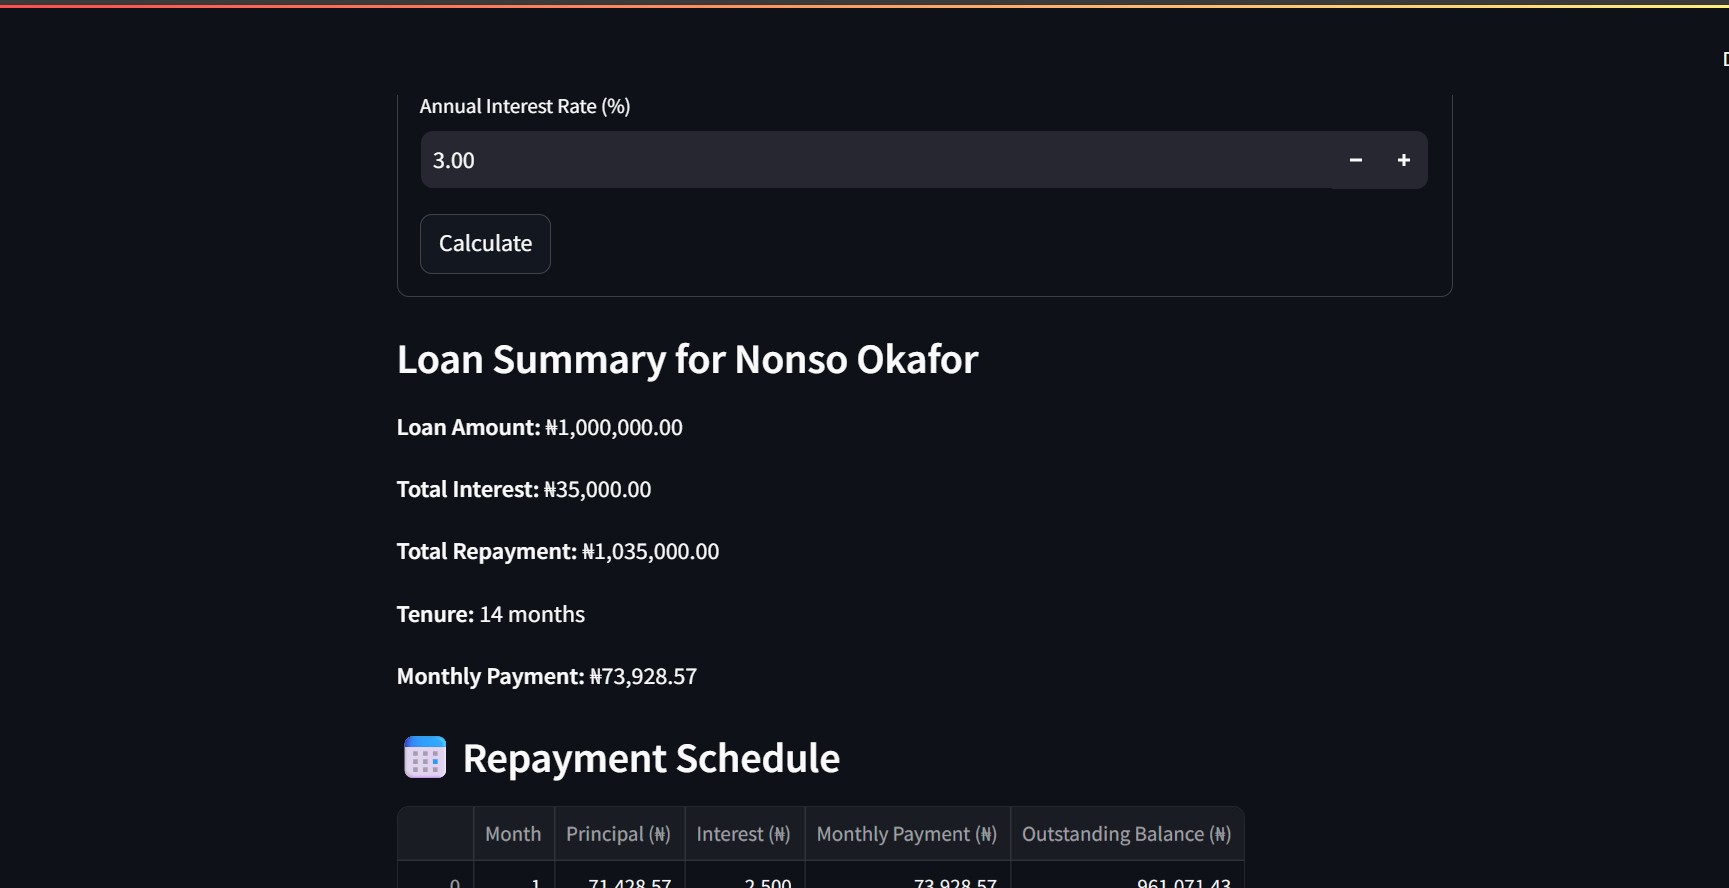 Annual Interest Rate (%)
3.00
Calculate
Loan Summary for Nonso Okafor
Loan Amount: ₦1,000,000.00
Total Interest: ₦35,000.00
Total Repayment: ₦1,035,000.00
Tenure: 14 months
Monthly Payment: ₦73,928.57
Repayment Schedule
Month Principal (₦) Interest (₦) Monthly Payment (₦) Outstanding Balance (₦)
0 1 71,428.57 2,500 73,928.57 961,071.43